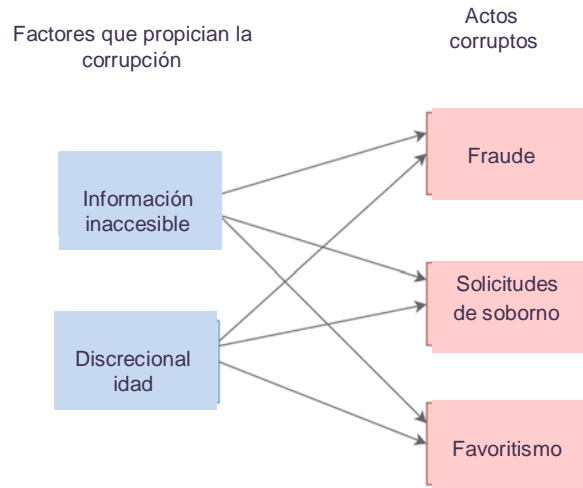 Factores que propician la
corrupción
Actos
corruptos
Información
inaccesible
Discrecional
idad
Fraude
Solicitudes
de soborno
Favoritismo